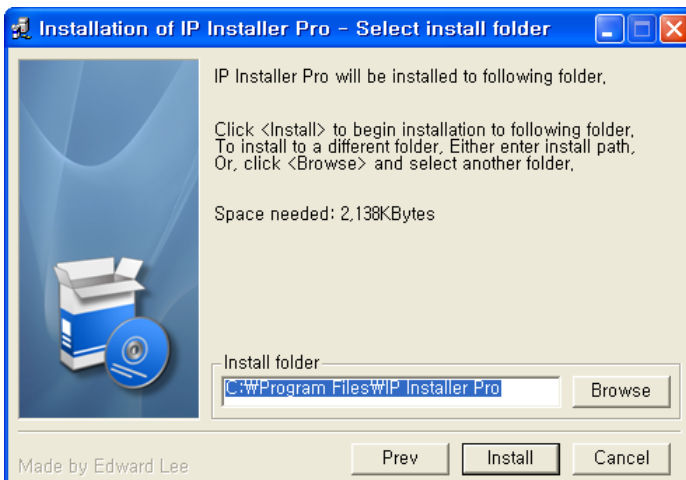 Installation of IP Installer Pro - Select install folder
IP Installer Pro will be installed to following folder,
Click <Install> to begin installation to following folder,
To install to a different folder, Either enter install path,
Or, click <Browse> and select another folder,
Space needed: 2,138KBytes
Install folder
C:₩Program Files₩IP Installer Pro
Browse
Made by Edward Lee
Prev
Install
Cancel